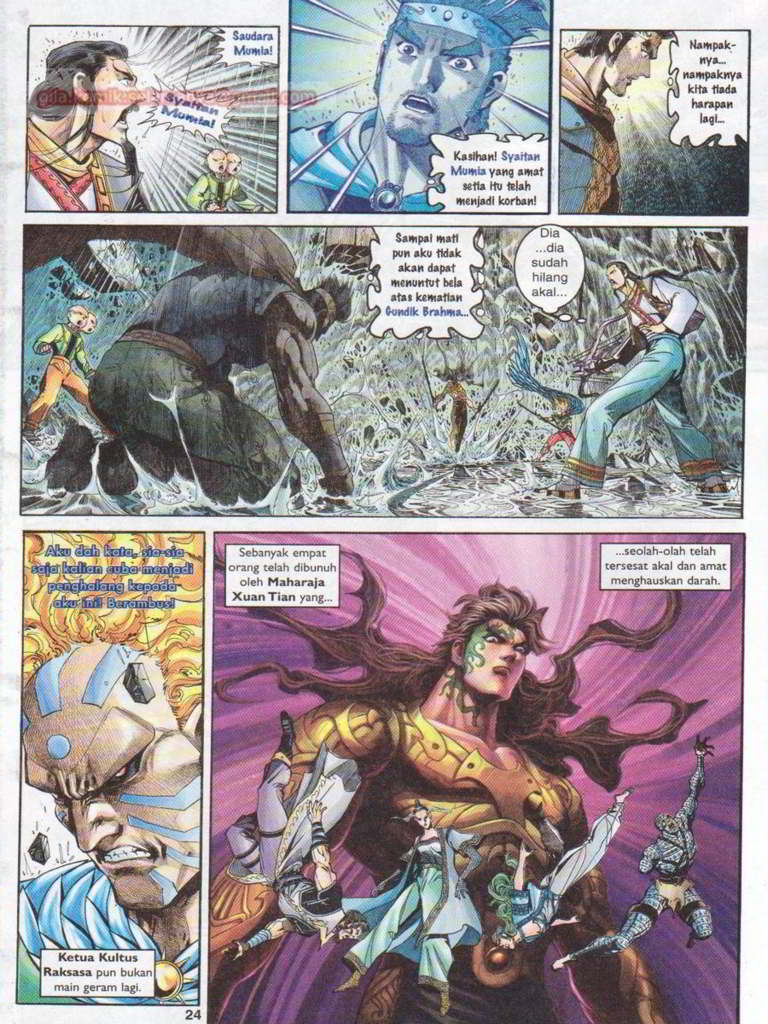 Saudara
Mumia!
Syaitan
Mumia!
Kasihan! Syaitan
Mumia yang amat
setia itu telah
menjadi korban!
Nampak-
nya...
nampaknya
kita tiada
harapan
lagi...
Sampai mati
pun aku tidak
akan dapat
menuntut bela
atas kematian
Gundik Brahma...
Dia
...dia
sudah
hilang
akal...
Aku dah kata, sia-sia
saja kalian cuba menjadi
penghalang kepada
aku ini! Berambus!
Ketua Kultus
Raksasa pun bukan
main geram lagi.
Sebanyak empat
orang telah dibunuh
oleh Maharaja
Xuan Tian yang...
...seolah-olah telah
tersesat akal dan amat
menghauskan darah.
24